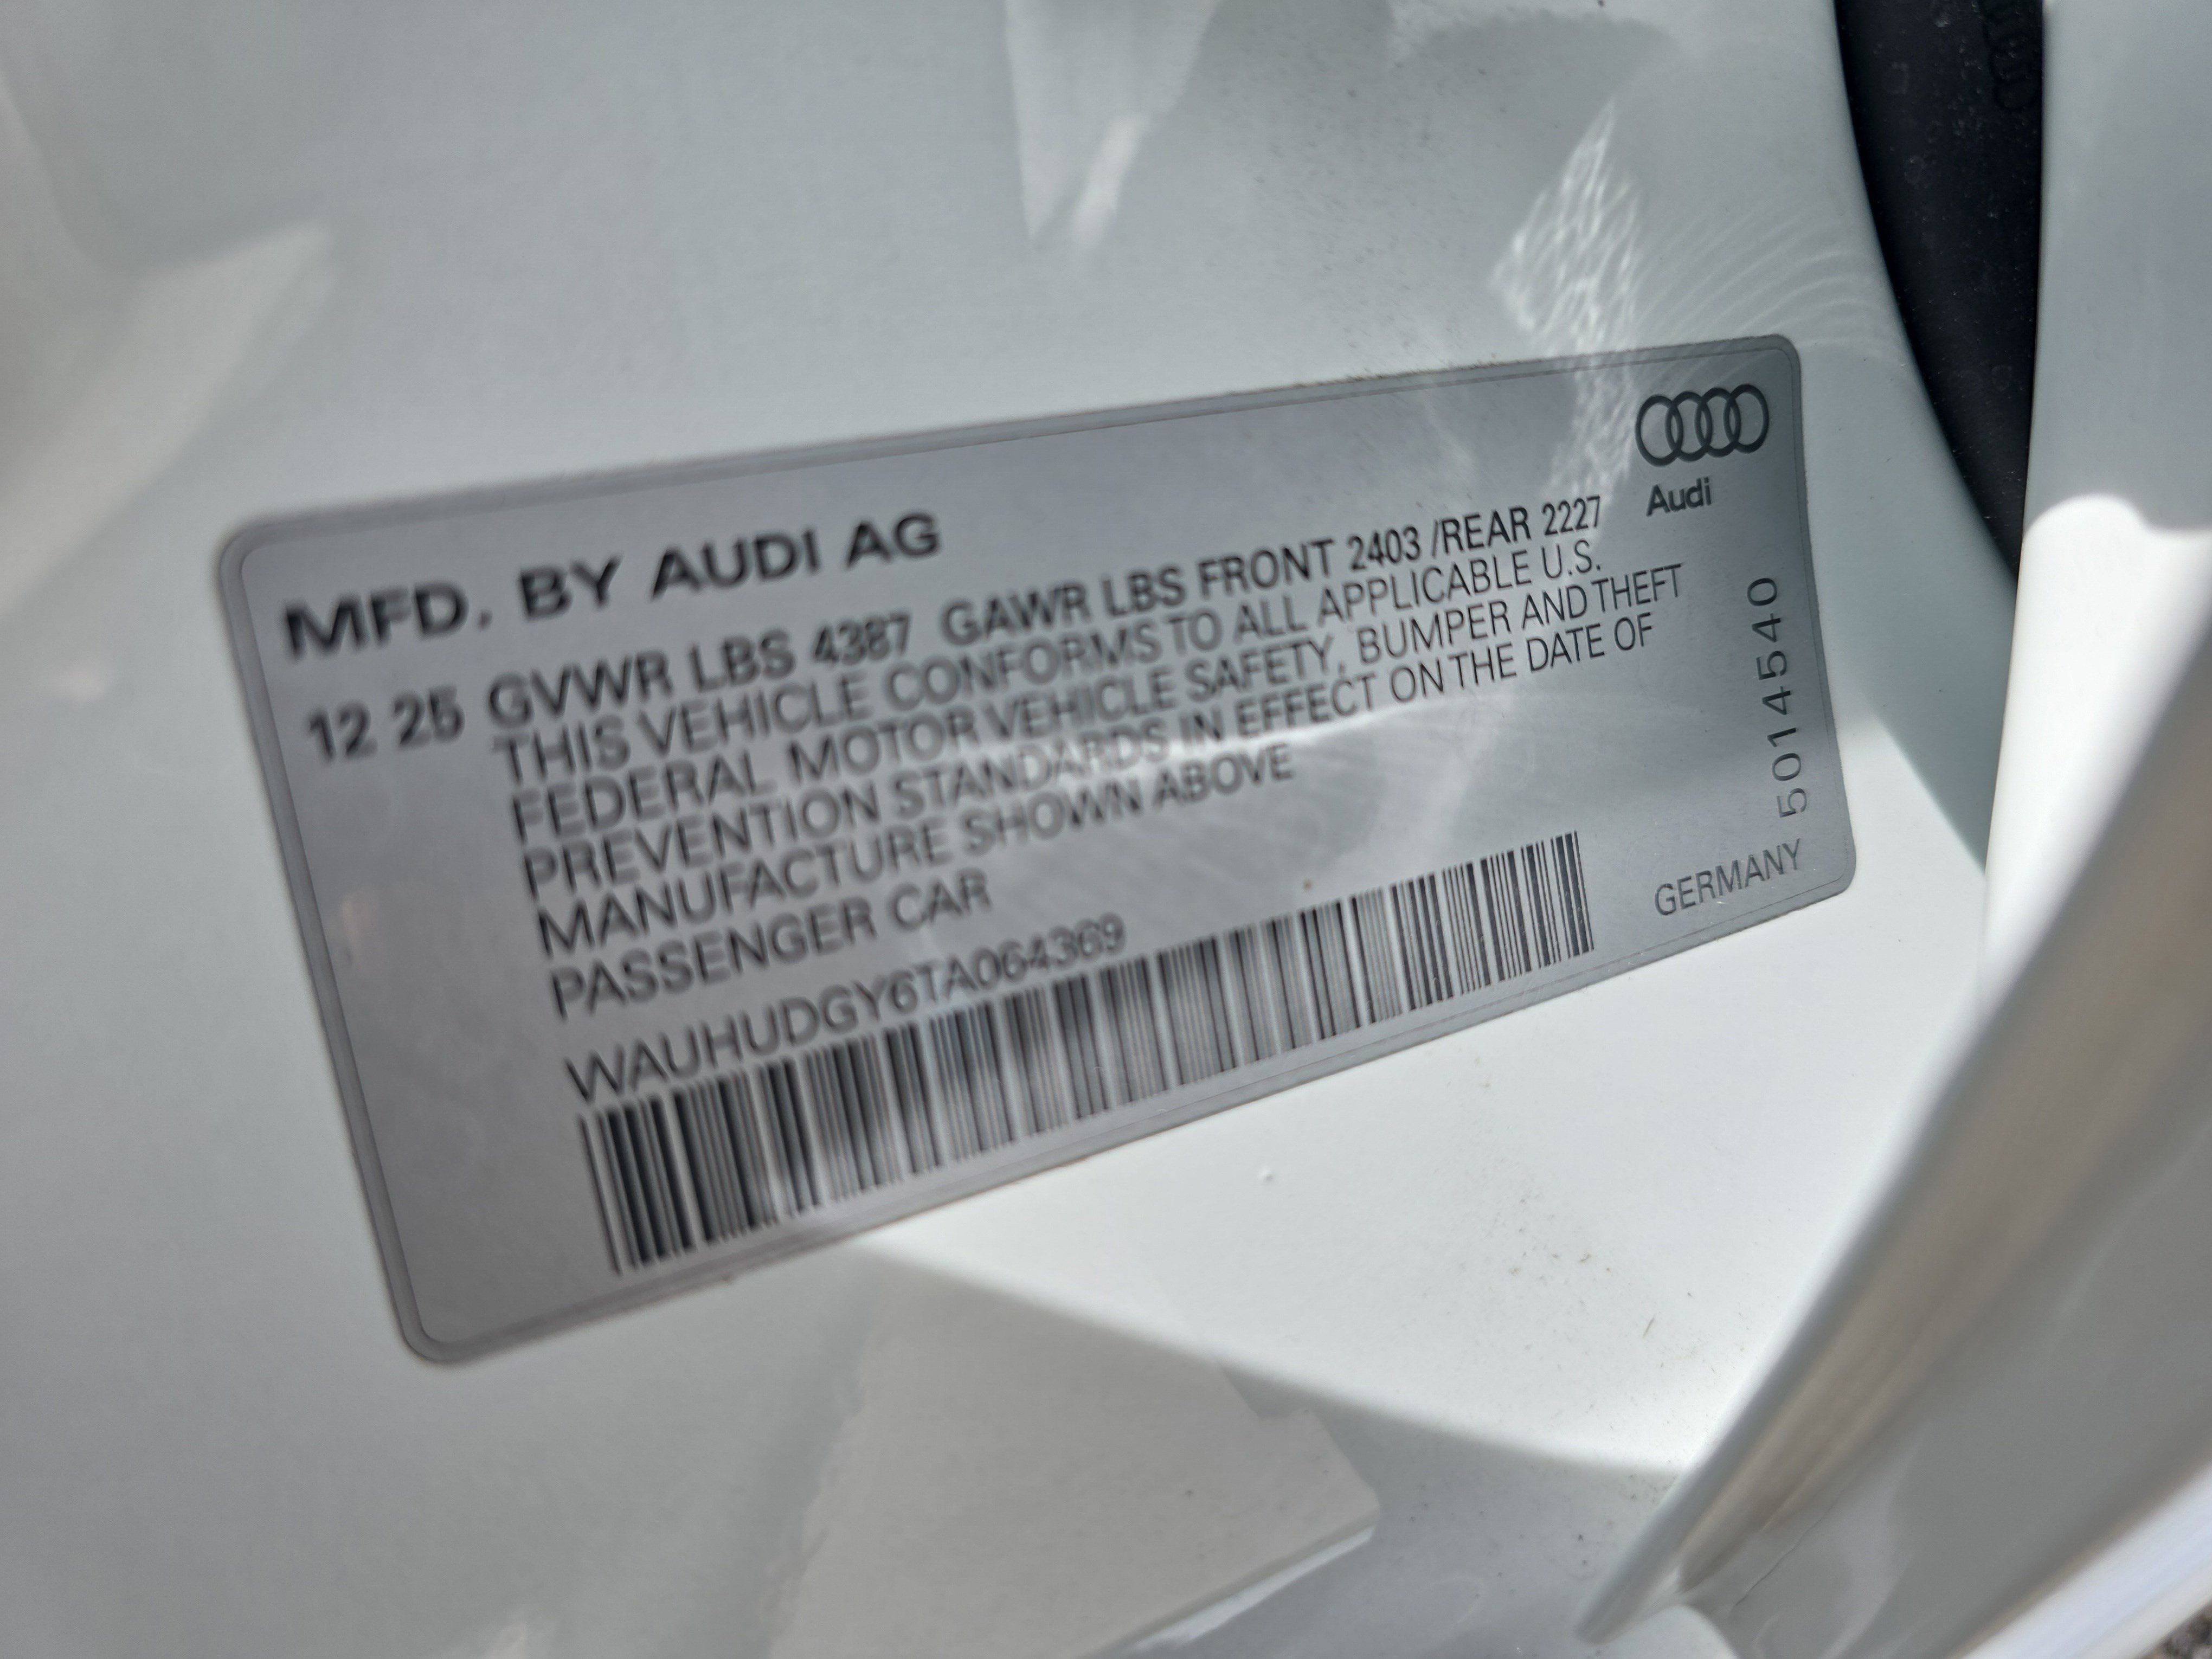 MFD. BY AUDI AG
Audi
12 25 GVWR LBS 4387 GAWR LBS FRONT 2403 /REAR 2227
THIS VEHICLE CONFORMS TO ALL APPLICABLE U.S.
FEDERAL MOTOR VEHICLE SAFETY, BUMPER AND THEFT
PREVENTION STANDARDS IN EFFECT ON THE DATE OF
MANUFACTURE SHOWN ABOVE
PASSENGER CAR
WAUHUDGY6TA064369
GERMANY
5014540